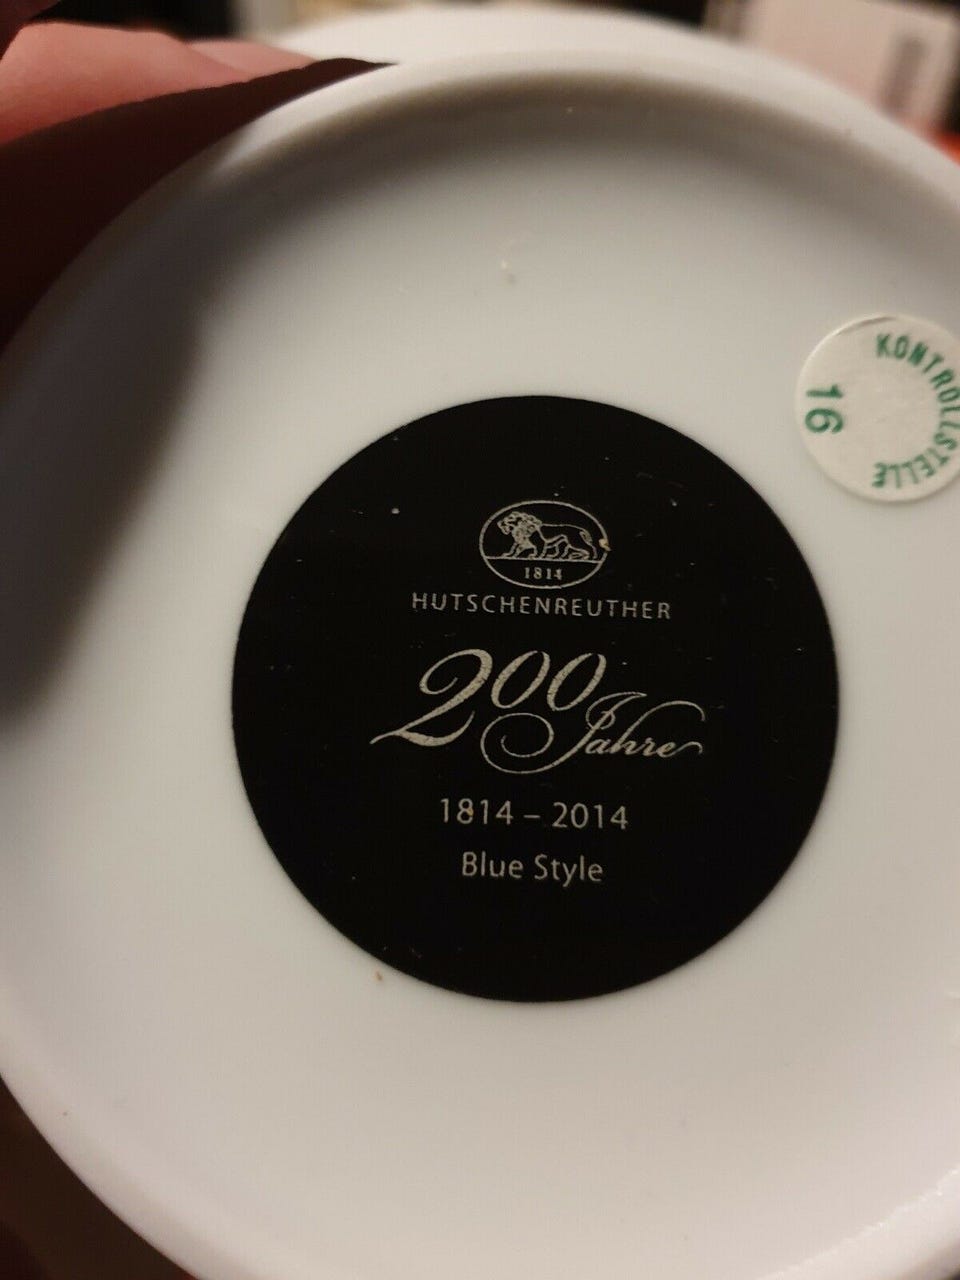 KONTROLLSTELLE
16
1814
HUTSCHENREUTHER
200 Jahre
1814 – 2014
Blue Style